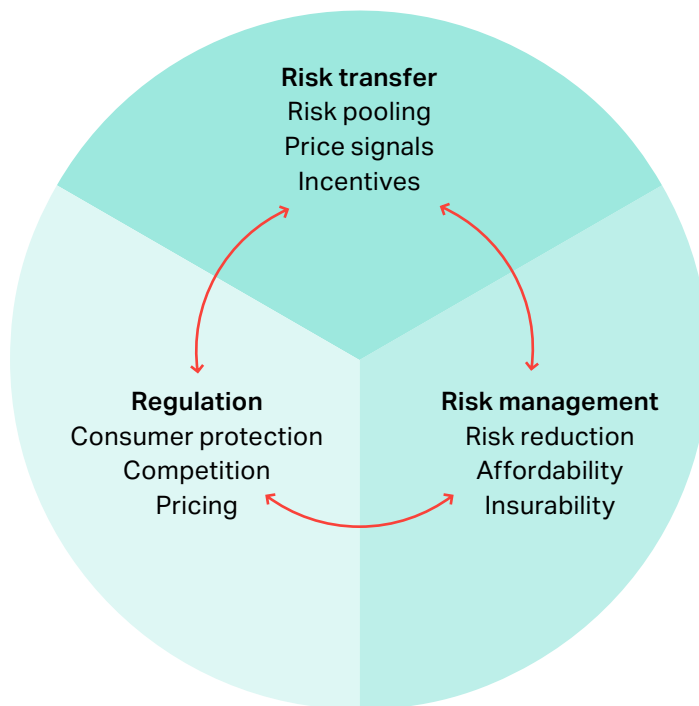 Risk transfer
Risk pooling
Price signals
Incentives
Regulation
Consumer protection
Competition
Pricing
Risk management
Risk reduction
Affordability
Insurability